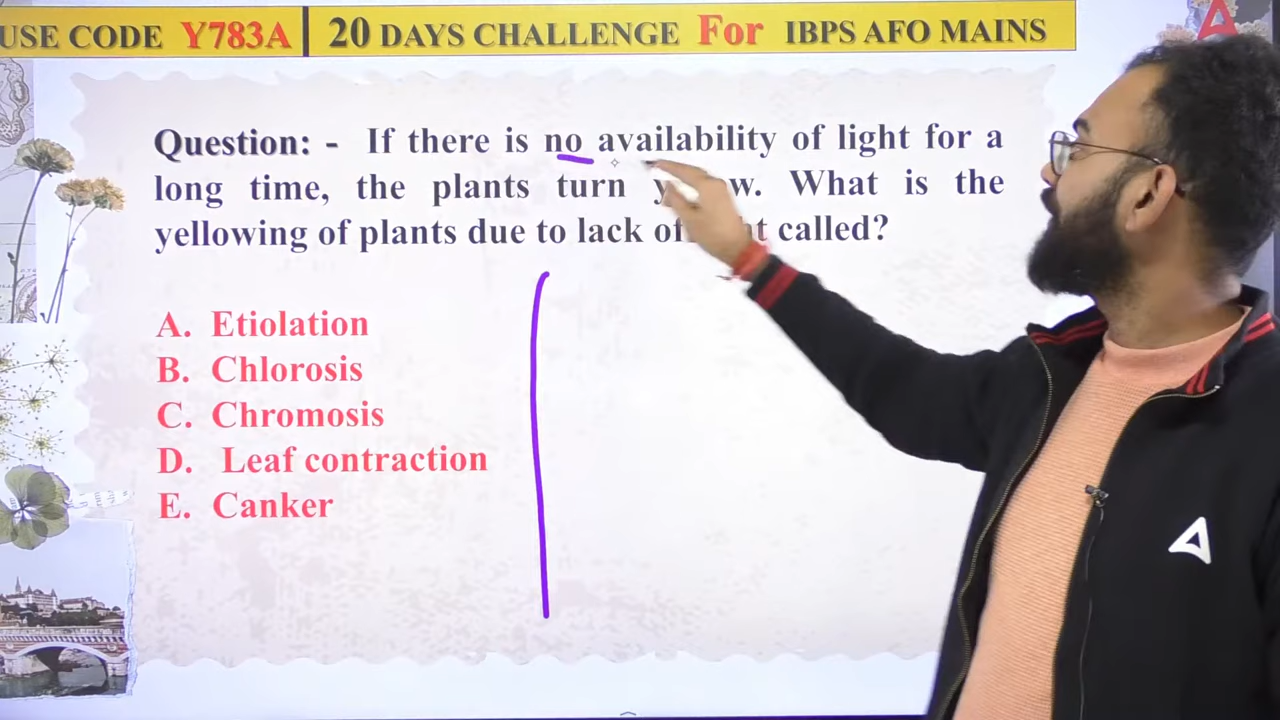 USE CODE Y783A 20 DAYS CHALLENGE For IBPS AFO MAINS
Question: - If there is no availability of light for a
long time, the plants turn. What is the
yellowing of plants due to lack of called?
A. Etiolation
B. Chlorosis
C. Chromosis
D. Leaf contraction
E. Canker